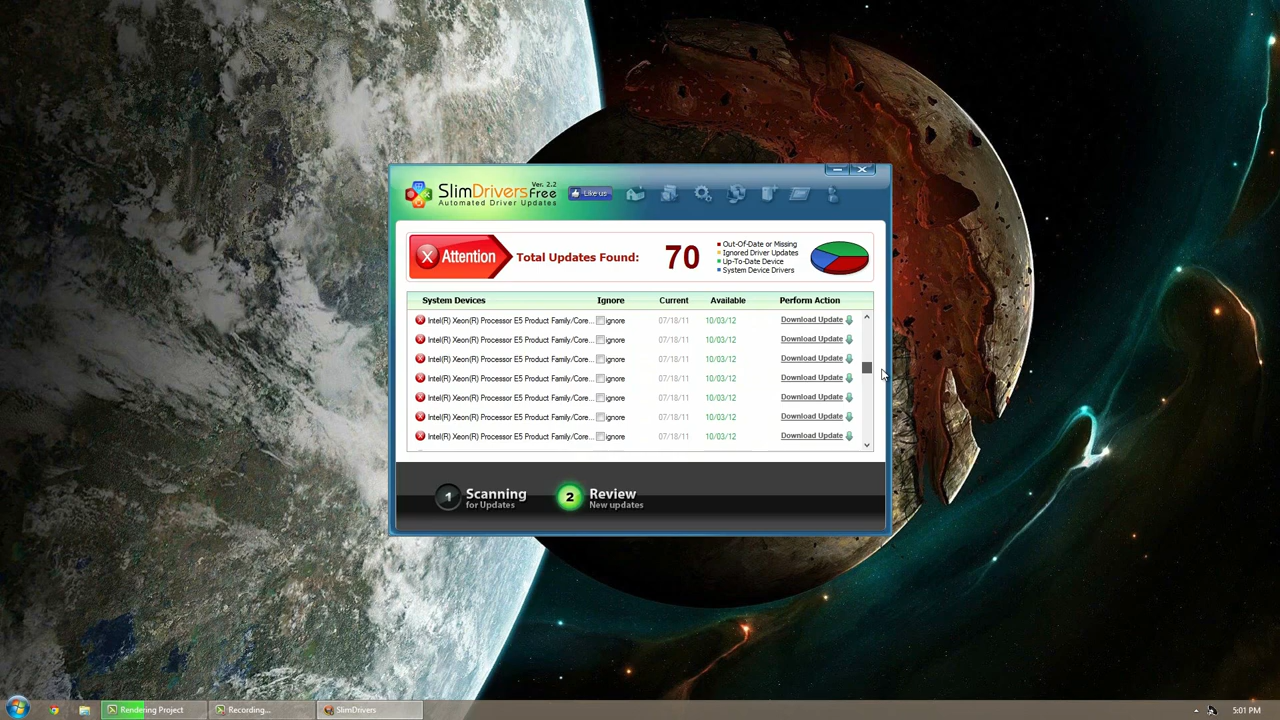 SlimDrivers Free Ver. 2.2
Automated Driver Updates
Like us
Attention
Total Updates Found: 70
Out-Of-Date or Missing
Ignored Driver Updates
Up-To-Date Device
System Device Drivers
System Devices Ignore Current Available Perform Action
Intel(R) Xeon(R) Processor E5 Product Family/Core... ignore 07/18/11 10/03/12 Download Update
Intel(R) Xeon(R) Processor E5 Product Family/Core... ignore 07/18/11 10/03/12 Download Update
Intel(R) Xeon(R) Processor E5 Product Family/Core... ignore 07/18/11 10/03/12 Download Update
Intel(R) Xeon(R) Processor E5 Product Family/Core... ignore 07/18/11 10/03/12 Download Update
Intel(R) Xeon(R) Processor E5 Product Family/Core... ignore 07/18/11 10/03/12 Download Update
Intel(R) Xeon(R) Processor E5 Product Family/Core... ignore 07/18/11 10/03/12 Download Update
Intel(R) Xeon(R) Processor E5 Product Family/Core... ignore 07/18/11 10/03/12 Download Update
1 Scanning 2 Review
for Updates New updates
Rendering Project Recording... SlimDrivers 5:01 PM